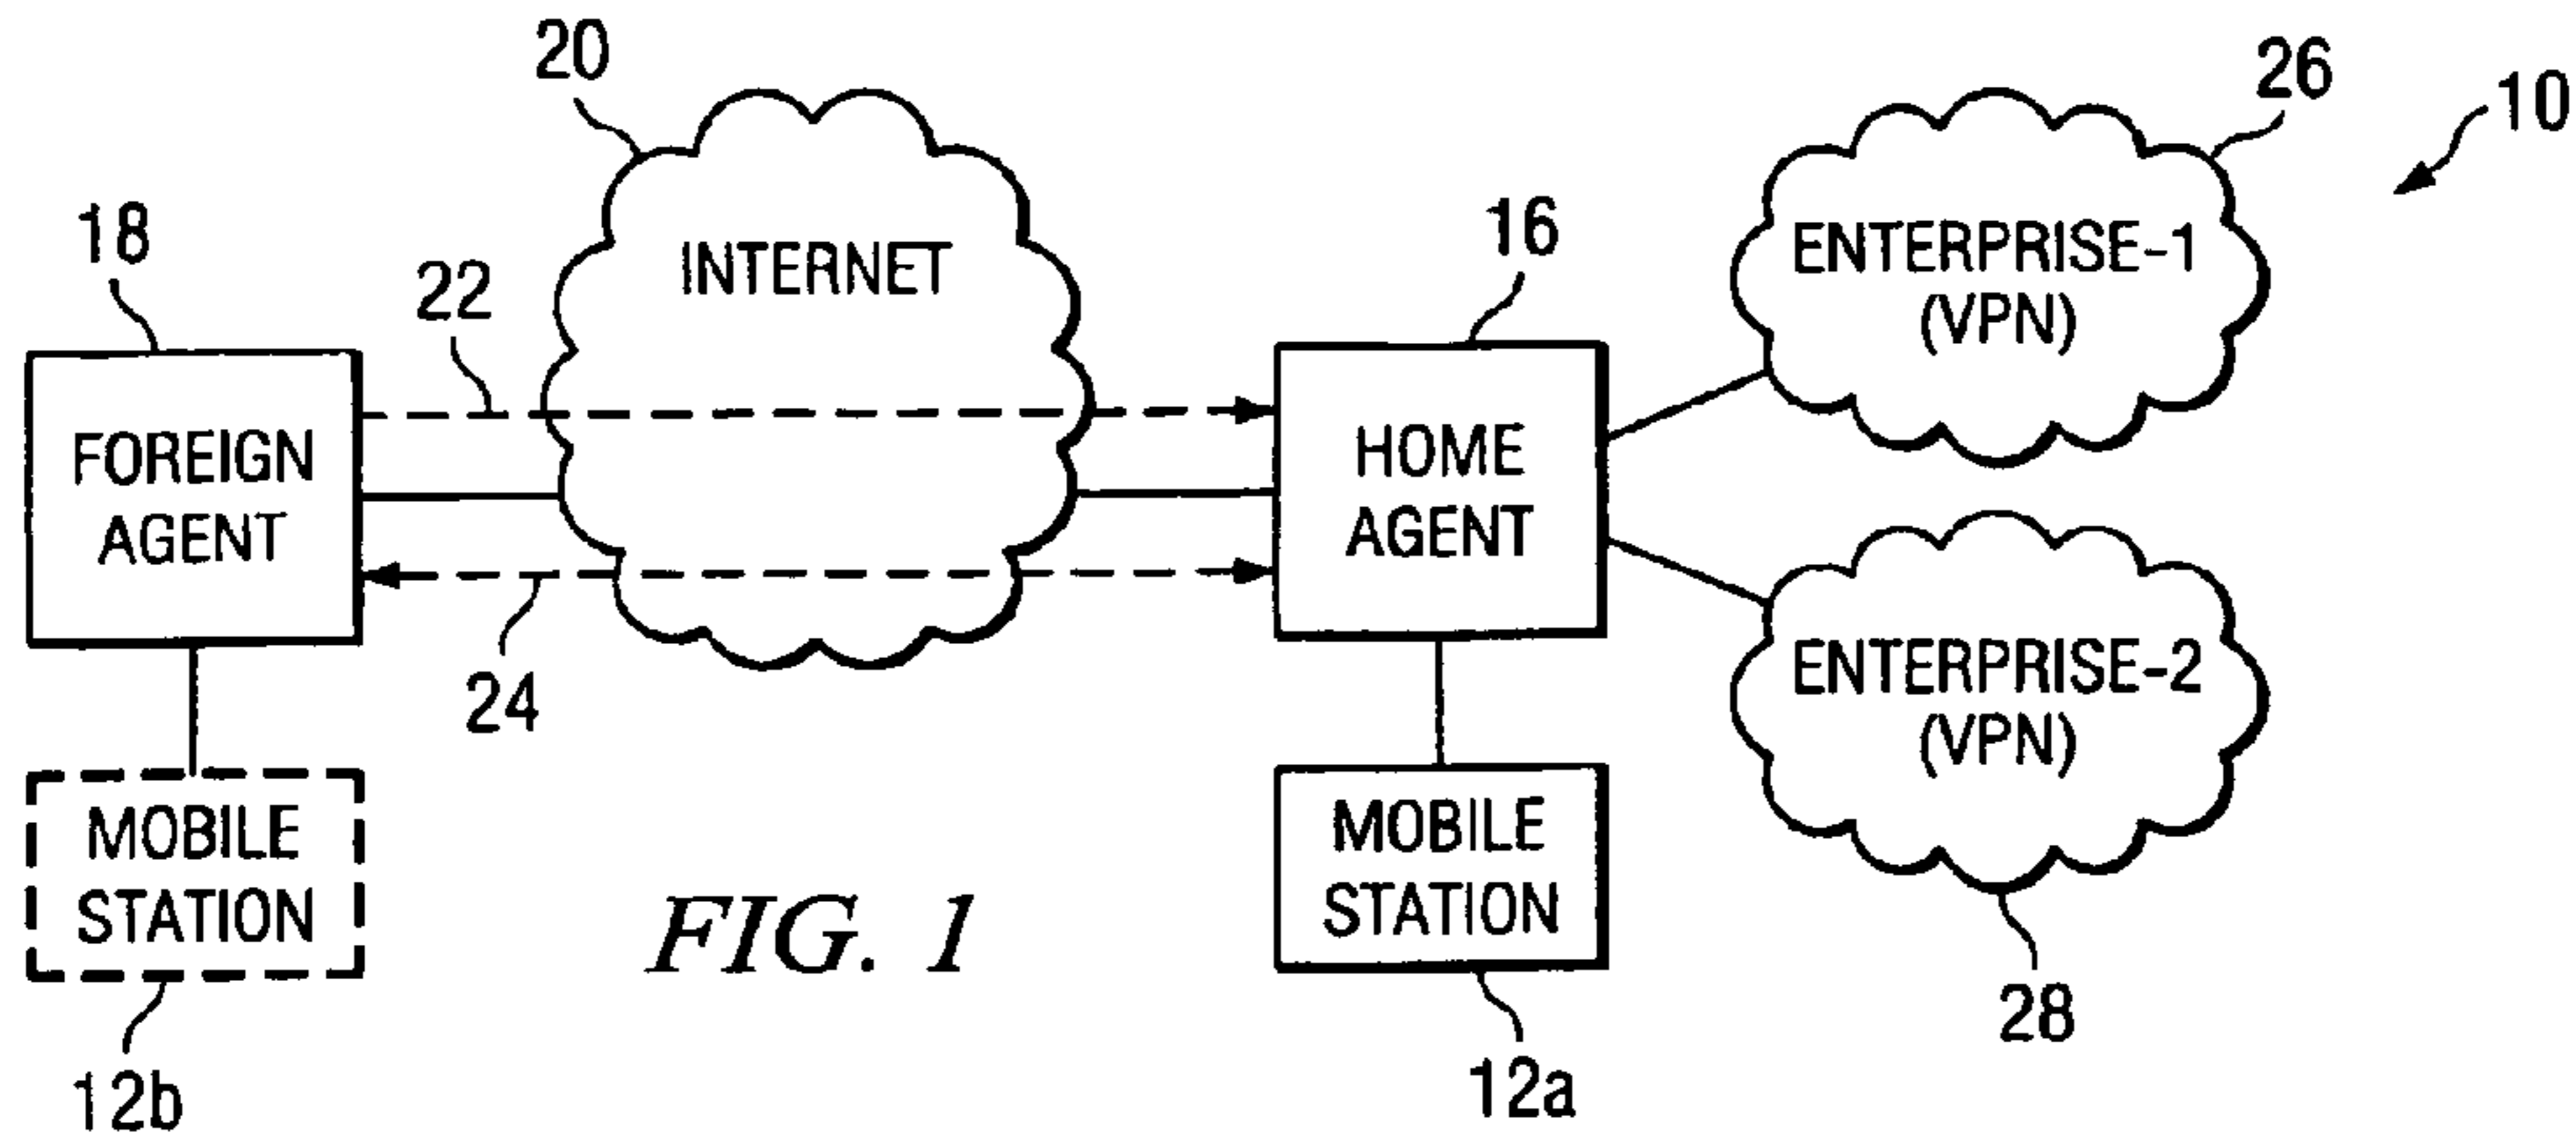 20
26
10
18
22
INTERNET
16
ENTERPRISE-1
(VPN)
FOREIGN
AGENT
HOME
AGENT
24
ENTERPRISE-2
(VPN)
MOBILE
STATION
MOBILE
STATION
FIG. 1
28
12b
12a